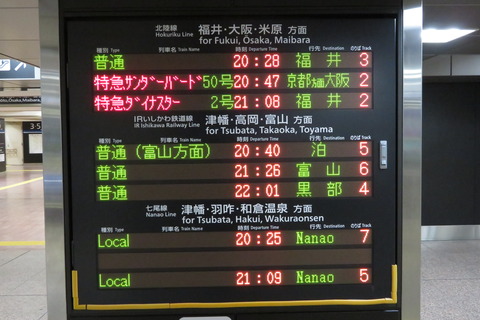 北陸線 福井・大阪・米原 方面
Hokuriku Line for Fukui, Osaka, Maibara
種別 Type 列車名 Train Name 時刻 Departure Time 行先 Destination のりば Track
普通 20:28 福井 3
特急サンダーバード 50号 20:47 京都方面大阪 2
特急ダイナスター 2号 21:08 福井 2
IRいしかわ鉄道線 津幡・高岡・富山 方面
IR Ishikawa Railway Line for Tsubata, Takaoka, Toyama
種別 Type 列車名 Train Name 時刻 Departure Time 行先 Destination のりば Track
普通(富山方面) 20:40 泊 5
普通 21:26 富山 6
普通 22:01 黒部 4
七尾線 津幡・羽咋・和倉温泉 方面
Nanao Line for Tsubata, Hakui, Wakuraonsen
種別 Type 列車名 Train Name 時刻 Departure Time 行先 Destination のりば Track
Local 20:25 Nanao 7
Local 21:09 Nanao 5